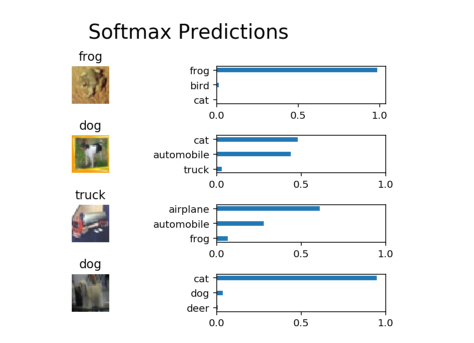 Softmax Predictions
frog
frog
bird
cat
0.0 0.5 1.0
dog
cat
automobile
truck
0.0 0.5 1.0
truck
airplane
automobile
frog
0.0 0.5 1.0
dog
cat
dog
deer
0.0 0.5 1.0